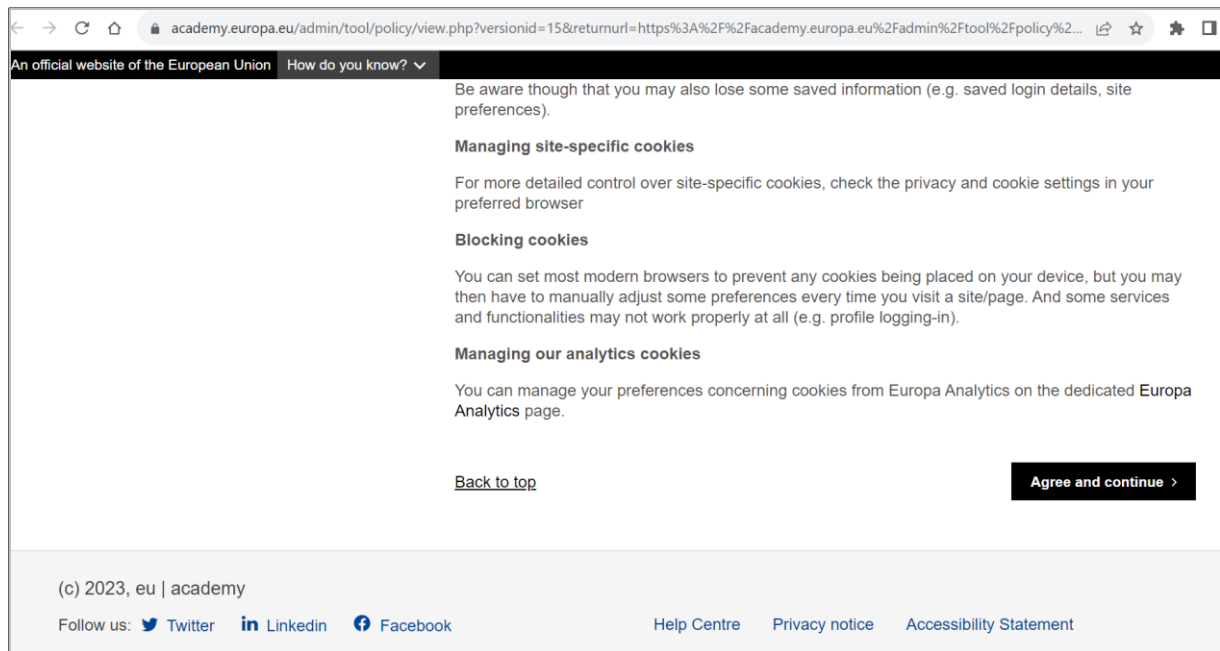 academy.europa.eu/admin/tool/policy/view.php?versionid=15&returnurl=https%3A%2F%2Facademy.europa.eu%2Fadmin%2Ftool%2Fpolicy%2...
An official website of the European Union How do you know?
Be aware though that you may also lose some saved information (e.g. saved login details, site
preferences).
Managing site-specific cookies
For more detailed control over site-specific cookies, check the privacy and cookie settings in your
preferred browser
Blocking cookies
You can set most modern browsers to prevent any cookies being placed on your device, but you may
then have to manually adjust some preferences every time you visit a site/page. And some services
and functionalities may not work properly at all (e.g. profile logging-in).
Managing our analytics cookies
You can manage your preferences concerning cookies from Europa Analytics on the dedicated Europa
Analytics page.
Back to top Agree and continue >
(c) 2023, eu | academy
Follow us: Twitter Linkedin Facebook Help Centre Privacy notice Accessibility Statement